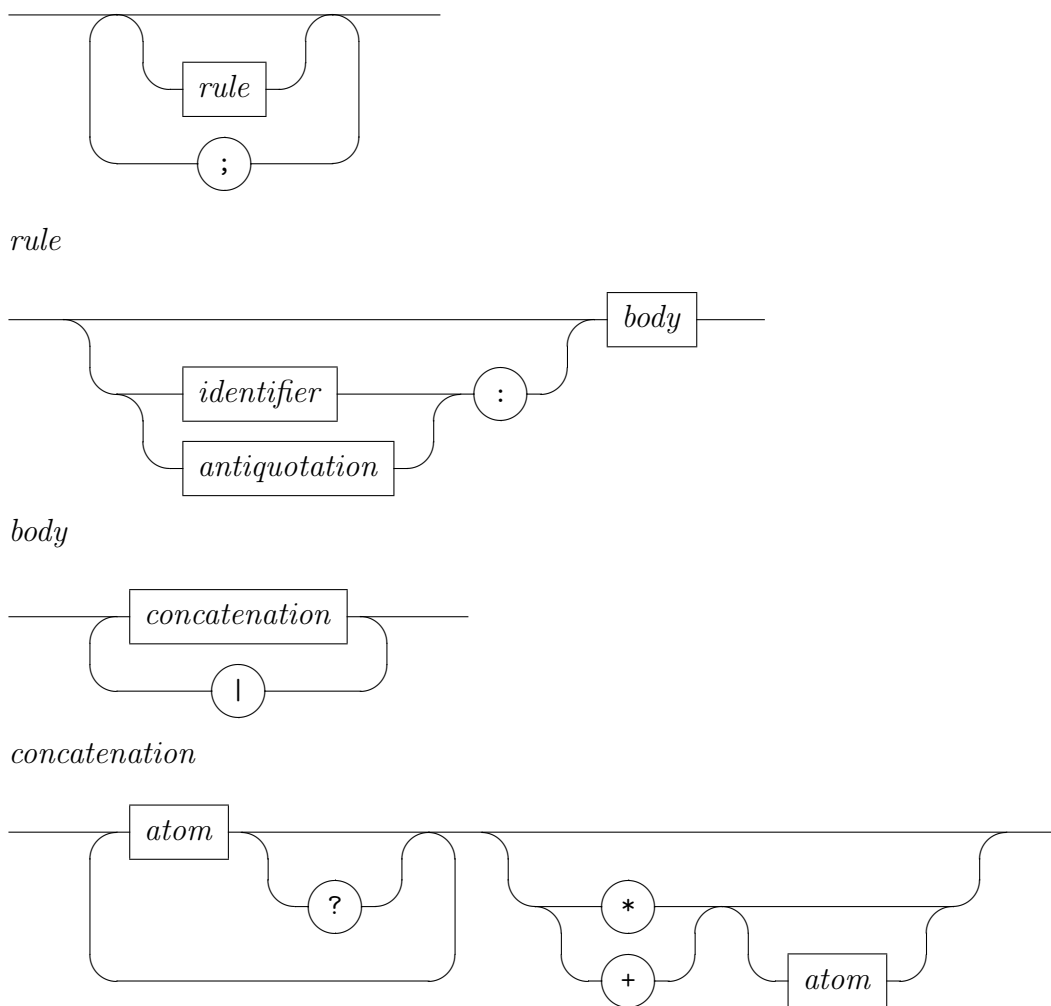 rule
;
rule
body
identifier
:
antiquotation
body
concatenation
|
concatenation
atom
?
*
+
atom